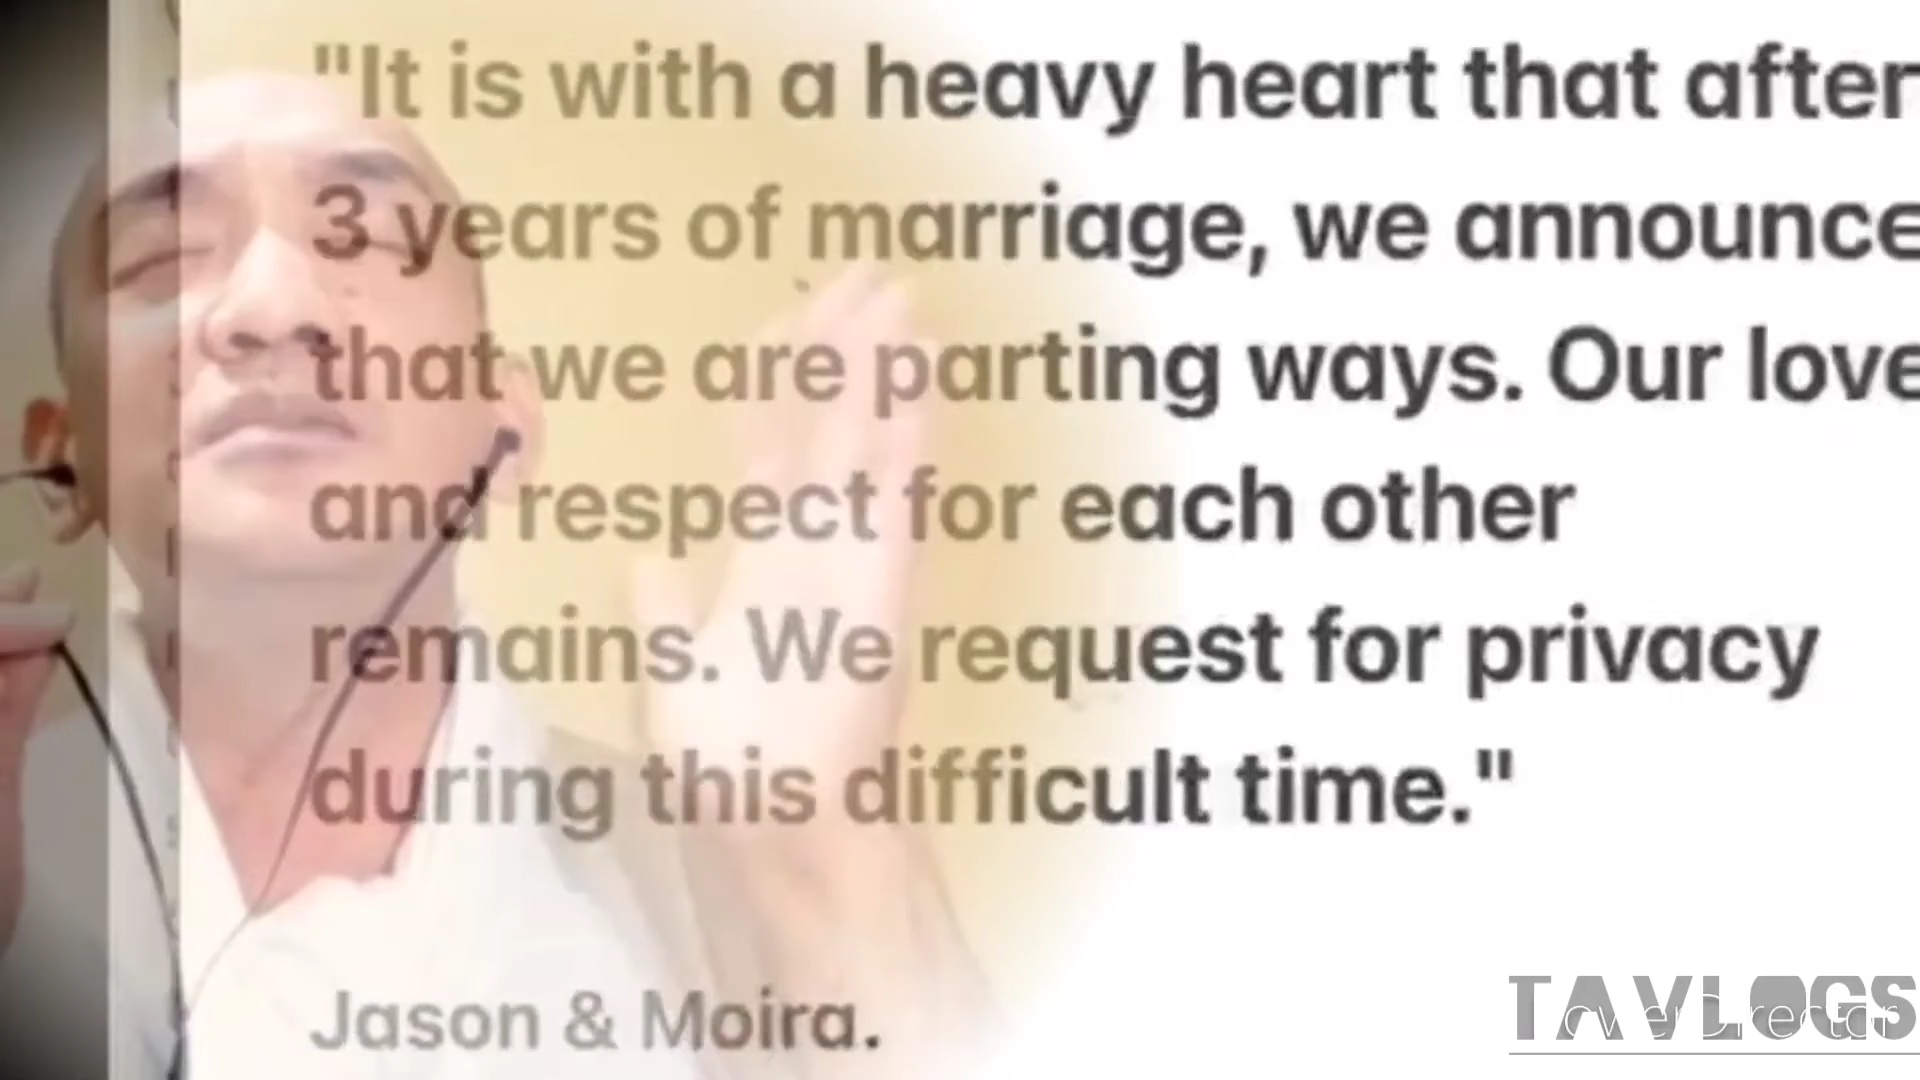 "It is with a heavy heart that after
3 years of marriage, we announce
that we are parting ways. Our love
and respect for each other
remains. We request for privacy
during this difficult time."
Jason & Moira.
TAVLOGS